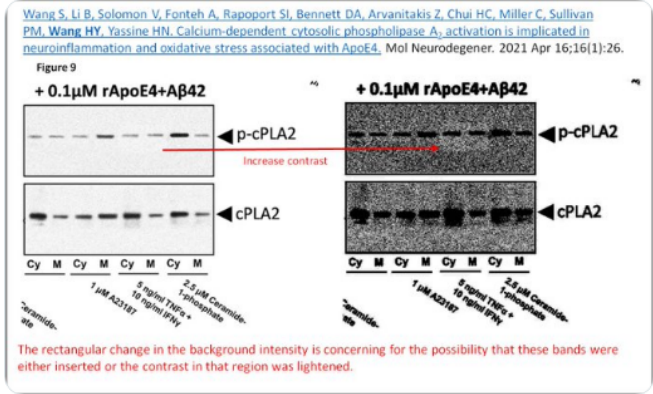 Wang S, Li B, Solomon V, Fonteh A, Rapoport SI, Bennett DA, Arvanitakis Z, Chui HC, Miller C, Sullivan
PM, Wang HY, Yassine HN. Calcium-dependent cytosolic phospholipase A2 activation is implicated in
neuroinflammation and oxidative stress associated with ApoE4. Mol Neurodegener. 2021 Apr 16;16(1):26.
Figure 9
+ 0.1µM rApoE4+Aβ42
p-cPLA2
Increase contrast
cPLA2
Cy M Cy M Cy M Cy M
Ceramide-
ate
1 µM A23187
5 ng/ml TNFα +
10 ng/ml IFNγ
2.5 µM Ceramide-
1-phosphate
+ 0.1µM rApoE4+Aβ42
p-cPLA2
cPLA2
Cy M Cy M Cy M Cy M
Ceramide-
ate
1 µM A23187
5 ng/ml TNFα +
10 ng/ml IFNγ
2.5 µM Ceramide-
1-phosphate
The rectangular change in the background intensity is concerning for the possibility that these bands were
either inserted or the contrast in that region was lightened.